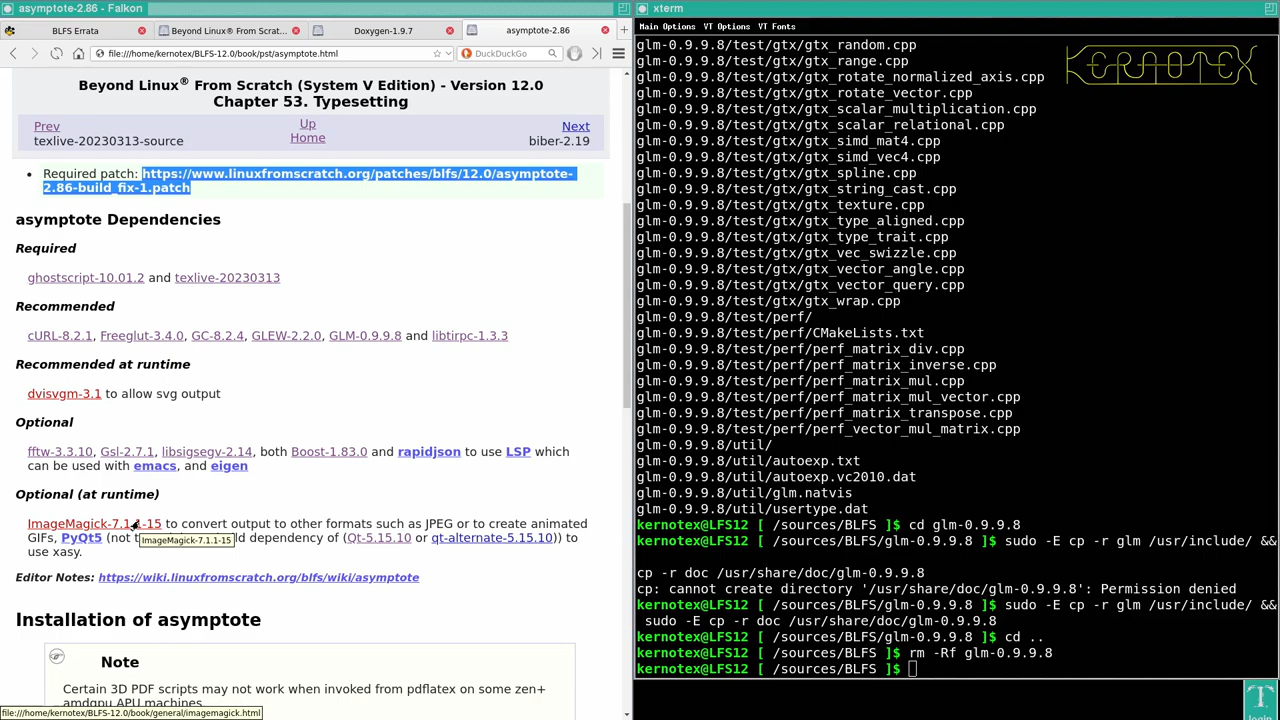 asymptote-2.86 - Falkon
BLFS Errata
Beyond Linux® From Scrat...
Doxygen-1.9.7
asymptote-2.86
file:///home/kernotex/BLFS-12.0/book/pst/asymptote.html
DuckDuckGo
Beyond Linux® From Scratch (System V Edition) - Version 12.0
Chapter 53. Typesetting
Prev
Up
Next
texlive-20230313-source
Home
biber-2.19
Required patch: https://www.linuxfromscratch.org/patches/blfs/12.0/asymptote-
2.86-build_fix-1.patch
asymptote Dependencies
Required
ghostscript-10.01.2 and texlive-20230313
Recommended
cURL-8.2.1, Freeglut-3.4.0, GC-8.2.4, GLEW-2.2.0, GLM-0.9.9.8 and libtirpc-1.3.3
Recommended at runtime
dvisvgm-3.1 to allow svg output
Optional
fftw-3.3.10, Gsl-2.7.1, libsigsegv-2.14, both Boost-1.83.0 and rapidjson to use LSP which
can be used with emacs, and eigen
Optional (at runtime)
ImageMagick-7.1.1-15 to convert output to other formats such as JPEG or to create animated
GIFs, PyQt5 (not t ld dependency of (Qt-5.15.10 or qt-alternate-5.15.10)) to
ImageMagick-7.1.1-15
use xasy.
Editor Notes: https://wiki.linuxfromscratch.org/blfs/wiki/asymptote
Installation of asymptote
Note
Certain 3D PDF scripts may not work when invoked from pdflatex on some zen+
amdgpu APU machines.
file:///home/kernotex/BLFS-12.0/book/general/imagemagick.html
xterm
Main Options VT Options VT Fonts
KERNOTEX
glm-0.9.9.8/test/gtx/gtx_random.cpp
glm-0.9.9.8/test/gtx/gtx_range.cpp
glm-0.9.9.8/test/gtx/gtx_rotate_normalized_axis.cpp
glm-0.9.9.8/test/gtx/gtx_rotate_vector.cpp
glm-0.9.9.8/test/gtx/gtx_scalar_multiplication.cpp
glm-0.9.9.8/test/gtx/gtx_scalar_relational.cpp
glm-0.9.9.8/test/gtx/gtx_simd_mat4.cpp
glm-0.9.9.8/test/gtx/gtx_simd_vec4.cpp
glm-0.9.9.8/test/gtx/gtx_spline.cpp
glm-0.9.9.8/test/gtx/gtx_string_cast.cpp
glm-0.9.9.8/test/gtx/gtx_texture.cpp
glm-0.9.9.8/test/gtx/gtx_type_aligned.cpp
glm-0.9.9.8/test/gtx/gtx_type_trait.cpp
glm-0.9.9.8/test/gtx/gtx_vec_swizzle.cpp
glm-0.9.9.8/test/gtx/gtx_vector_angle.cpp
glm-0.9.9.8/test/gtx/gtx_vector_query.cpp
glm-0.9.9.8/test/gtx/gtx_wrap.cpp
glm-0.9.9.8/test/perf/
glm-0.9.9.8/test/perf/CMakeLists.txt
glm-0.9.9.8/test/perf/perf_matrix_div.cpp
glm-0.9.9.8/test/perf/perf_matrix_inverse.cpp
glm-0.9.9.8/test/perf/perf_matrix_mul.cpp
glm-0.9.9.8/test/perf/perf_matrix_mul_vector.cpp
glm-0.9.9.8/test/perf/perf_matrix_transpose.cpp
glm-0.9.9.8/test/perf/perf_vector_mul_matrix.cpp
glm-0.9.9.8/util/
glm-0.9.9.8/util/autoexp.txt
glm-0.9.9.8/util/autoexp.vc2010.dat
glm-0.9.9.8/util/glm.natvis
glm-0.9.9.8/util/usertype.dat
kernotex@LFS12 [ /sources/BLFS ]$ cd glm-0.9.9.8
kernotex@LFS12 [ /sources/BLFS/glm-0.9.9.8 ]$ sudo -E cp -r glm /usr/include/ &&
cp -r doc /usr/share/doc/glm-0.9.9.8
cp: cannot create directory '/usr/share/doc/glm-0.9.9.8': Permission denied
kernotex@LFS12 [ /sources/BLFS/glm-0.9.9.8 ]$ sudo -E cp -r glm /usr/include/ &&
sudo -E cp -r doc /usr/share/doc/glm-0.9.9.8
kernotex@LFS12 [ /sources/BLFS/glm-0.9.9.8 ]$ cd ..
kernotex@LFS12 [ /sources/BLFS ]$ rm -Rf glm-0.9.9.8
kernotex@LFS12 [ /sources/BLFS ]$
login